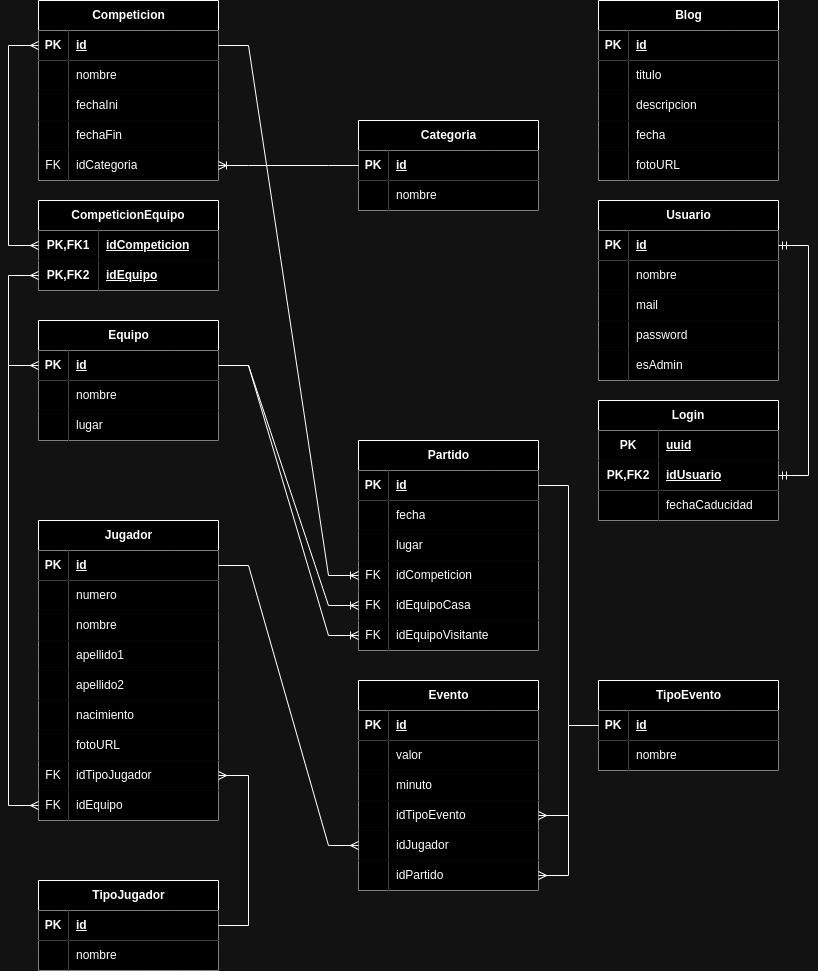 Competicion
PK id
nombre
fechaIni
fechaFin
FK idCategoria
CompeticionEquipo
PK,FK1 idCompeticion
PK,FK2 idEquipo
Equipo
PK id
nombre
lugar
Jugador
PK id
numero
nombre
apellido1
apellido2
nacimiento
fotoURL
FK idTipoJugador
FK idEquipo
TipoJugador
PK id
nombre
Categoria
PK id
nombre
Partido
PK id
fecha
lugar
FK idCompeticion
FK idEquipoCasa
FK idEquipoVisitante
Evento
PK id
valor
minuto
idTipoEvento
idJugador
idPartido
Blog
PK id
titulo
descripcion
fecha
fotoURL
Usuario
PK id
nombre
mail
password
esAdmin
Login
PK uuid
PK,FK2 idUsuario
fechaCaducidad
TipoEvento
PK id
nombre